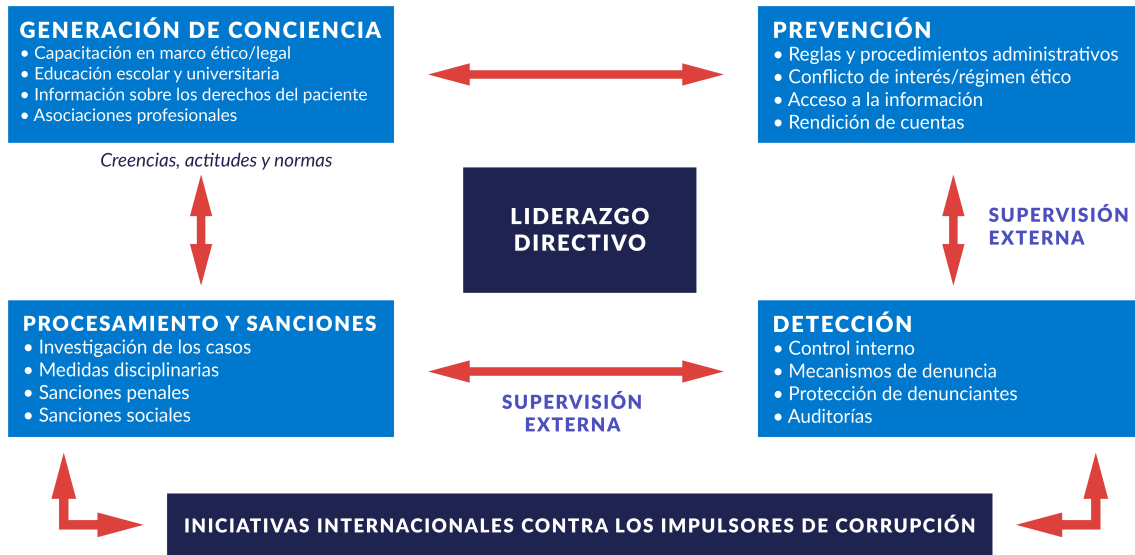 GENERACIÓN DE CONCIENCIA
• Capacitación en marco ético/legal
• Educación escolar y universitaria
• Información sobre los derechos del paciente
• Asociaciones profesionales
Creencias, actitudes y normas
PREVENCIÓN
• Reglas y procedimientos administrativos
• Conflicto de interés/régimen ético
• Acceso a la información
• Rendición de cuentas
LIDERAZGO
DIRECTIVO
SUPERVISIÓN
EXTERNA
PROCESAMIENTO Y SANCIONES
• Investigación de los casos
• Medidas disciplinarias
• Sanciones penales
• Sanciones sociales
SUPERVISIÓN
EXTERNA
DETECCIÓN
• Control interno
• Mecanismos de denuncia
• Protección de denunciantes
• Auditorías
INICIATIVAS INTERNACIONALES CONTRA LOS IMPULSORES DE CORRUPCIÓN